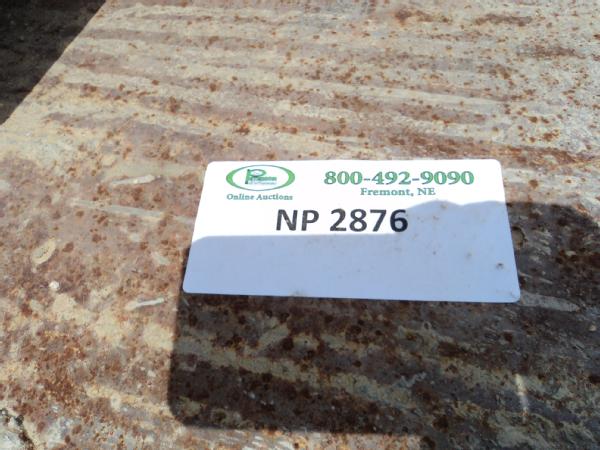 800-492-9090
Fremont, NE
Online Auctions
NP 2876